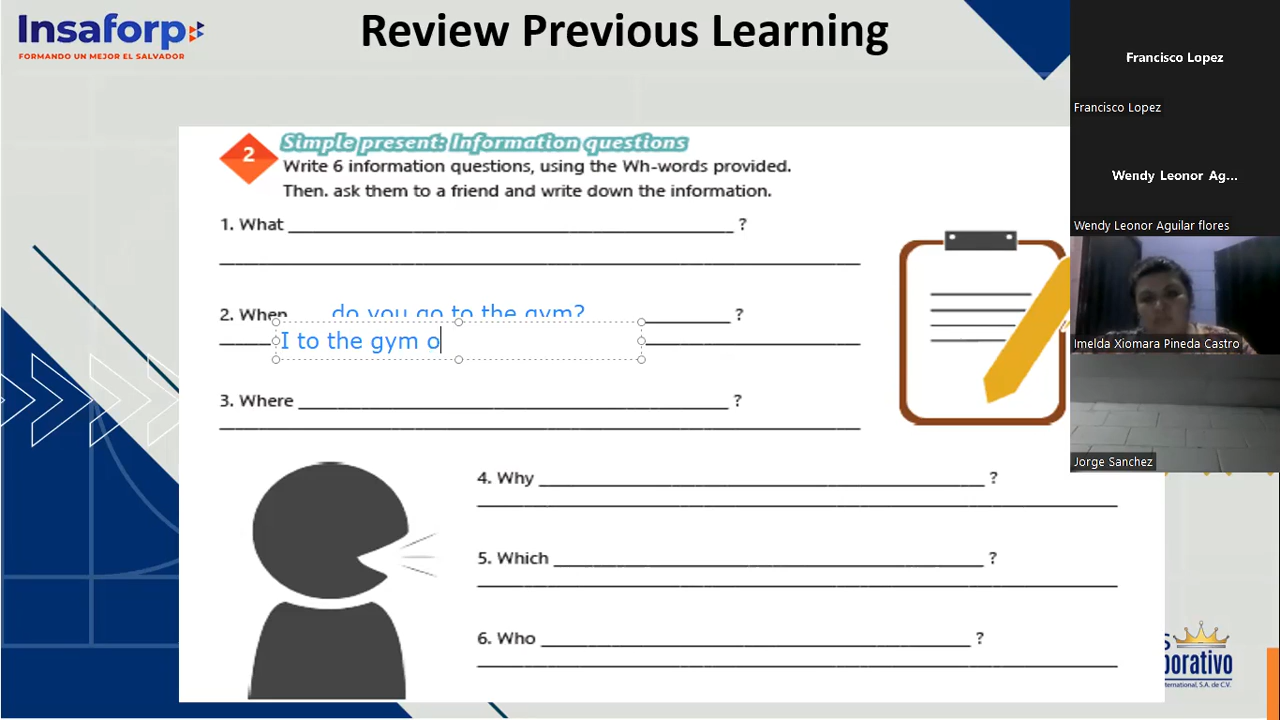 Insaforp
FORMANDO UN MEJOR EL SALVADOR
Review Previous Learning
2
Simple present: Information questions
Write 6 information questions, using the Wh-words provided.
Then. ask them to a friend and write down the information.
1. What ?
2. When do you go to the gym? ?
I to the gym o
3. Where ?
4. Why ?
5. Which ?
6. Who ?
Francisco Lopez
Francisco Lopez
Wendy Leonor Ag...
Wendy Leonor Aguilar flores
Imelda Xiomara Pineda Castro
Jorge Sanchez